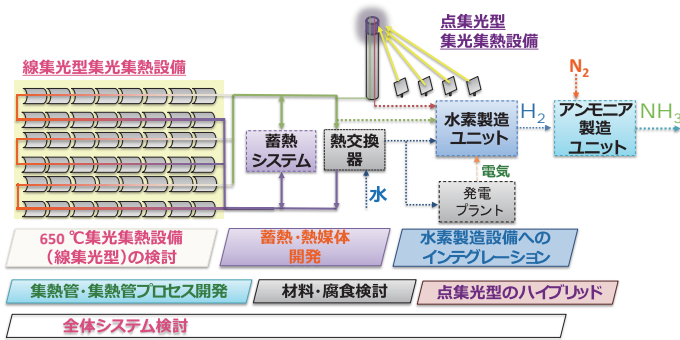 点集光型
集光集熱設備
線集光型集光集熱設備
N2
水素製造
ユニット
H2
アンモニア
製造
ユニット
NH3
蓄熱
システム
熱交換
器
水
電気
発電
プラント
650 ℃集光集熱設備
（線集光型）の検討
蓄熱・熱媒体
開発
水素製造設備への
インテグレーション
集熱管・集熱管プロセス開発
材料・腐食検討
点集光型のハイブリッド
全体システム検討